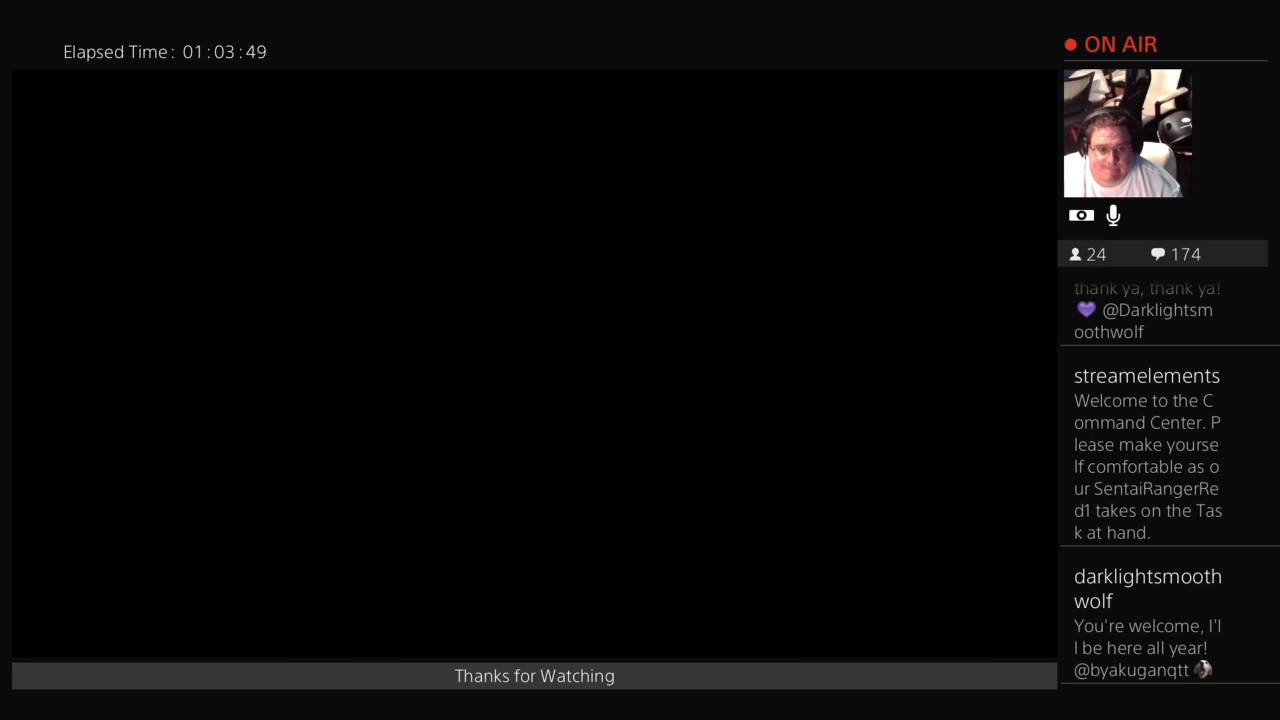 Elapsed Time: 01:03:49
ON AIR
24 174
thank ya, thank ya!
💜 @Darklightsm
oothwolf
streamelements
Welcome to the C
ommand Center. P
lease make yourse
lf comfortable as o
ur SentaiRangerRe
d1 takes on the Tas
k at hand.
darklightsmooth
wolf
You're welcome, I'l
l be here all year!
@byakuganqtt
Thanks for Watching